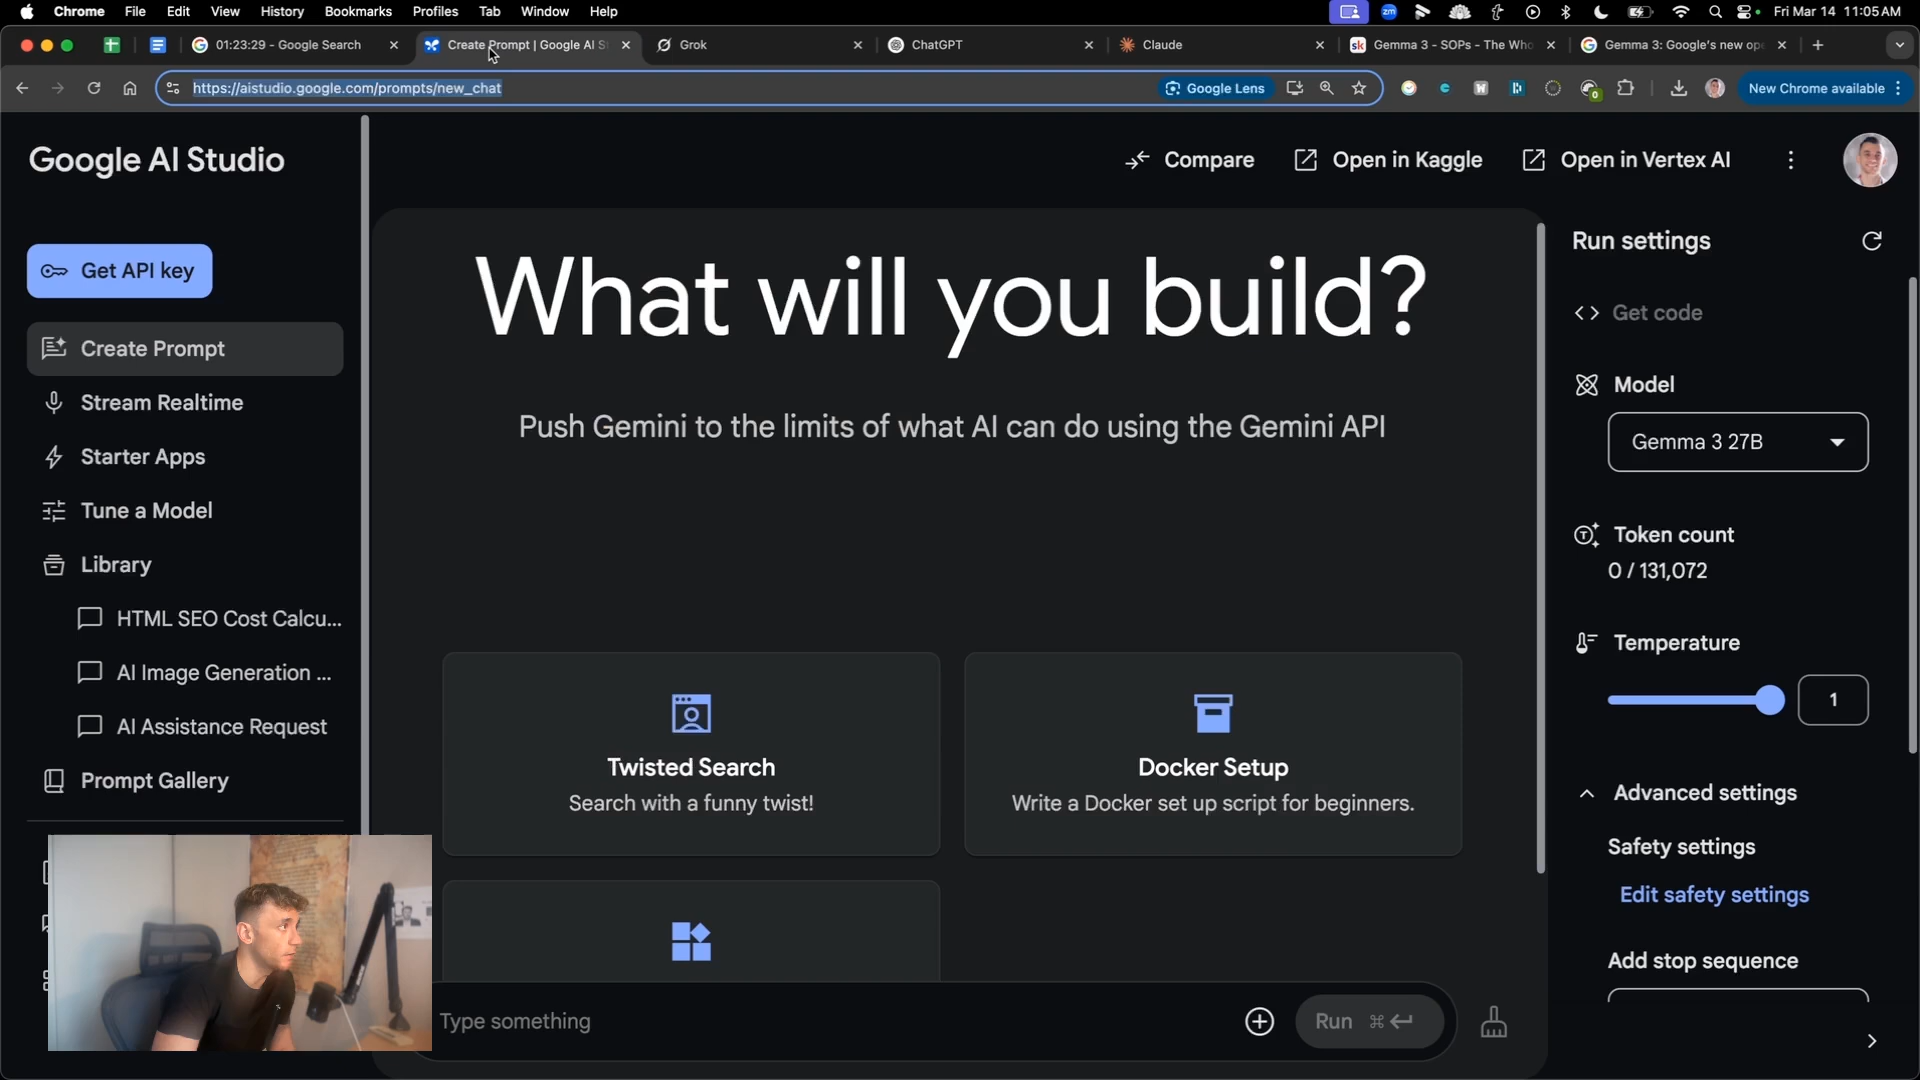 Chrome File Edit View History Bookmarks Profiles Tab Window Help
zm
Fri Mar 14 11:05 AM
01:23:29 - Google Search
Create Prompt | Google AI S
Grok
ChatGPT
Claude
sk Gemma 3 - SOPs - The Who
Gemma 3: Google's new ope
https://aistudio.google.com/prompts/new_chat
Google Lens
New Chrome available
Google AI Studio
Compare
Open in Kaggle
Open in Vertex AI
Get API key
Create Prompt
Stream Realtime
Starter Apps
Tune a Model
Library
HTML SEO Cost Calcu...
AI Image Generation ...
AI Assistance Request
Prompt Gallery
What will you build?
Push Gemini to the limits of what AI can do using the Gemini API
Twisted Search
Search with a funny twist!
Docker Setup
Write a Docker set up script for beginners.
Type something
Run ⌘
Run settings
Get code
Model
Gemma 3 27B
Token count
0 / 131,072
Temperature
1
Advanced settings
Safety settings
Edit safety settings
Add stop sequence